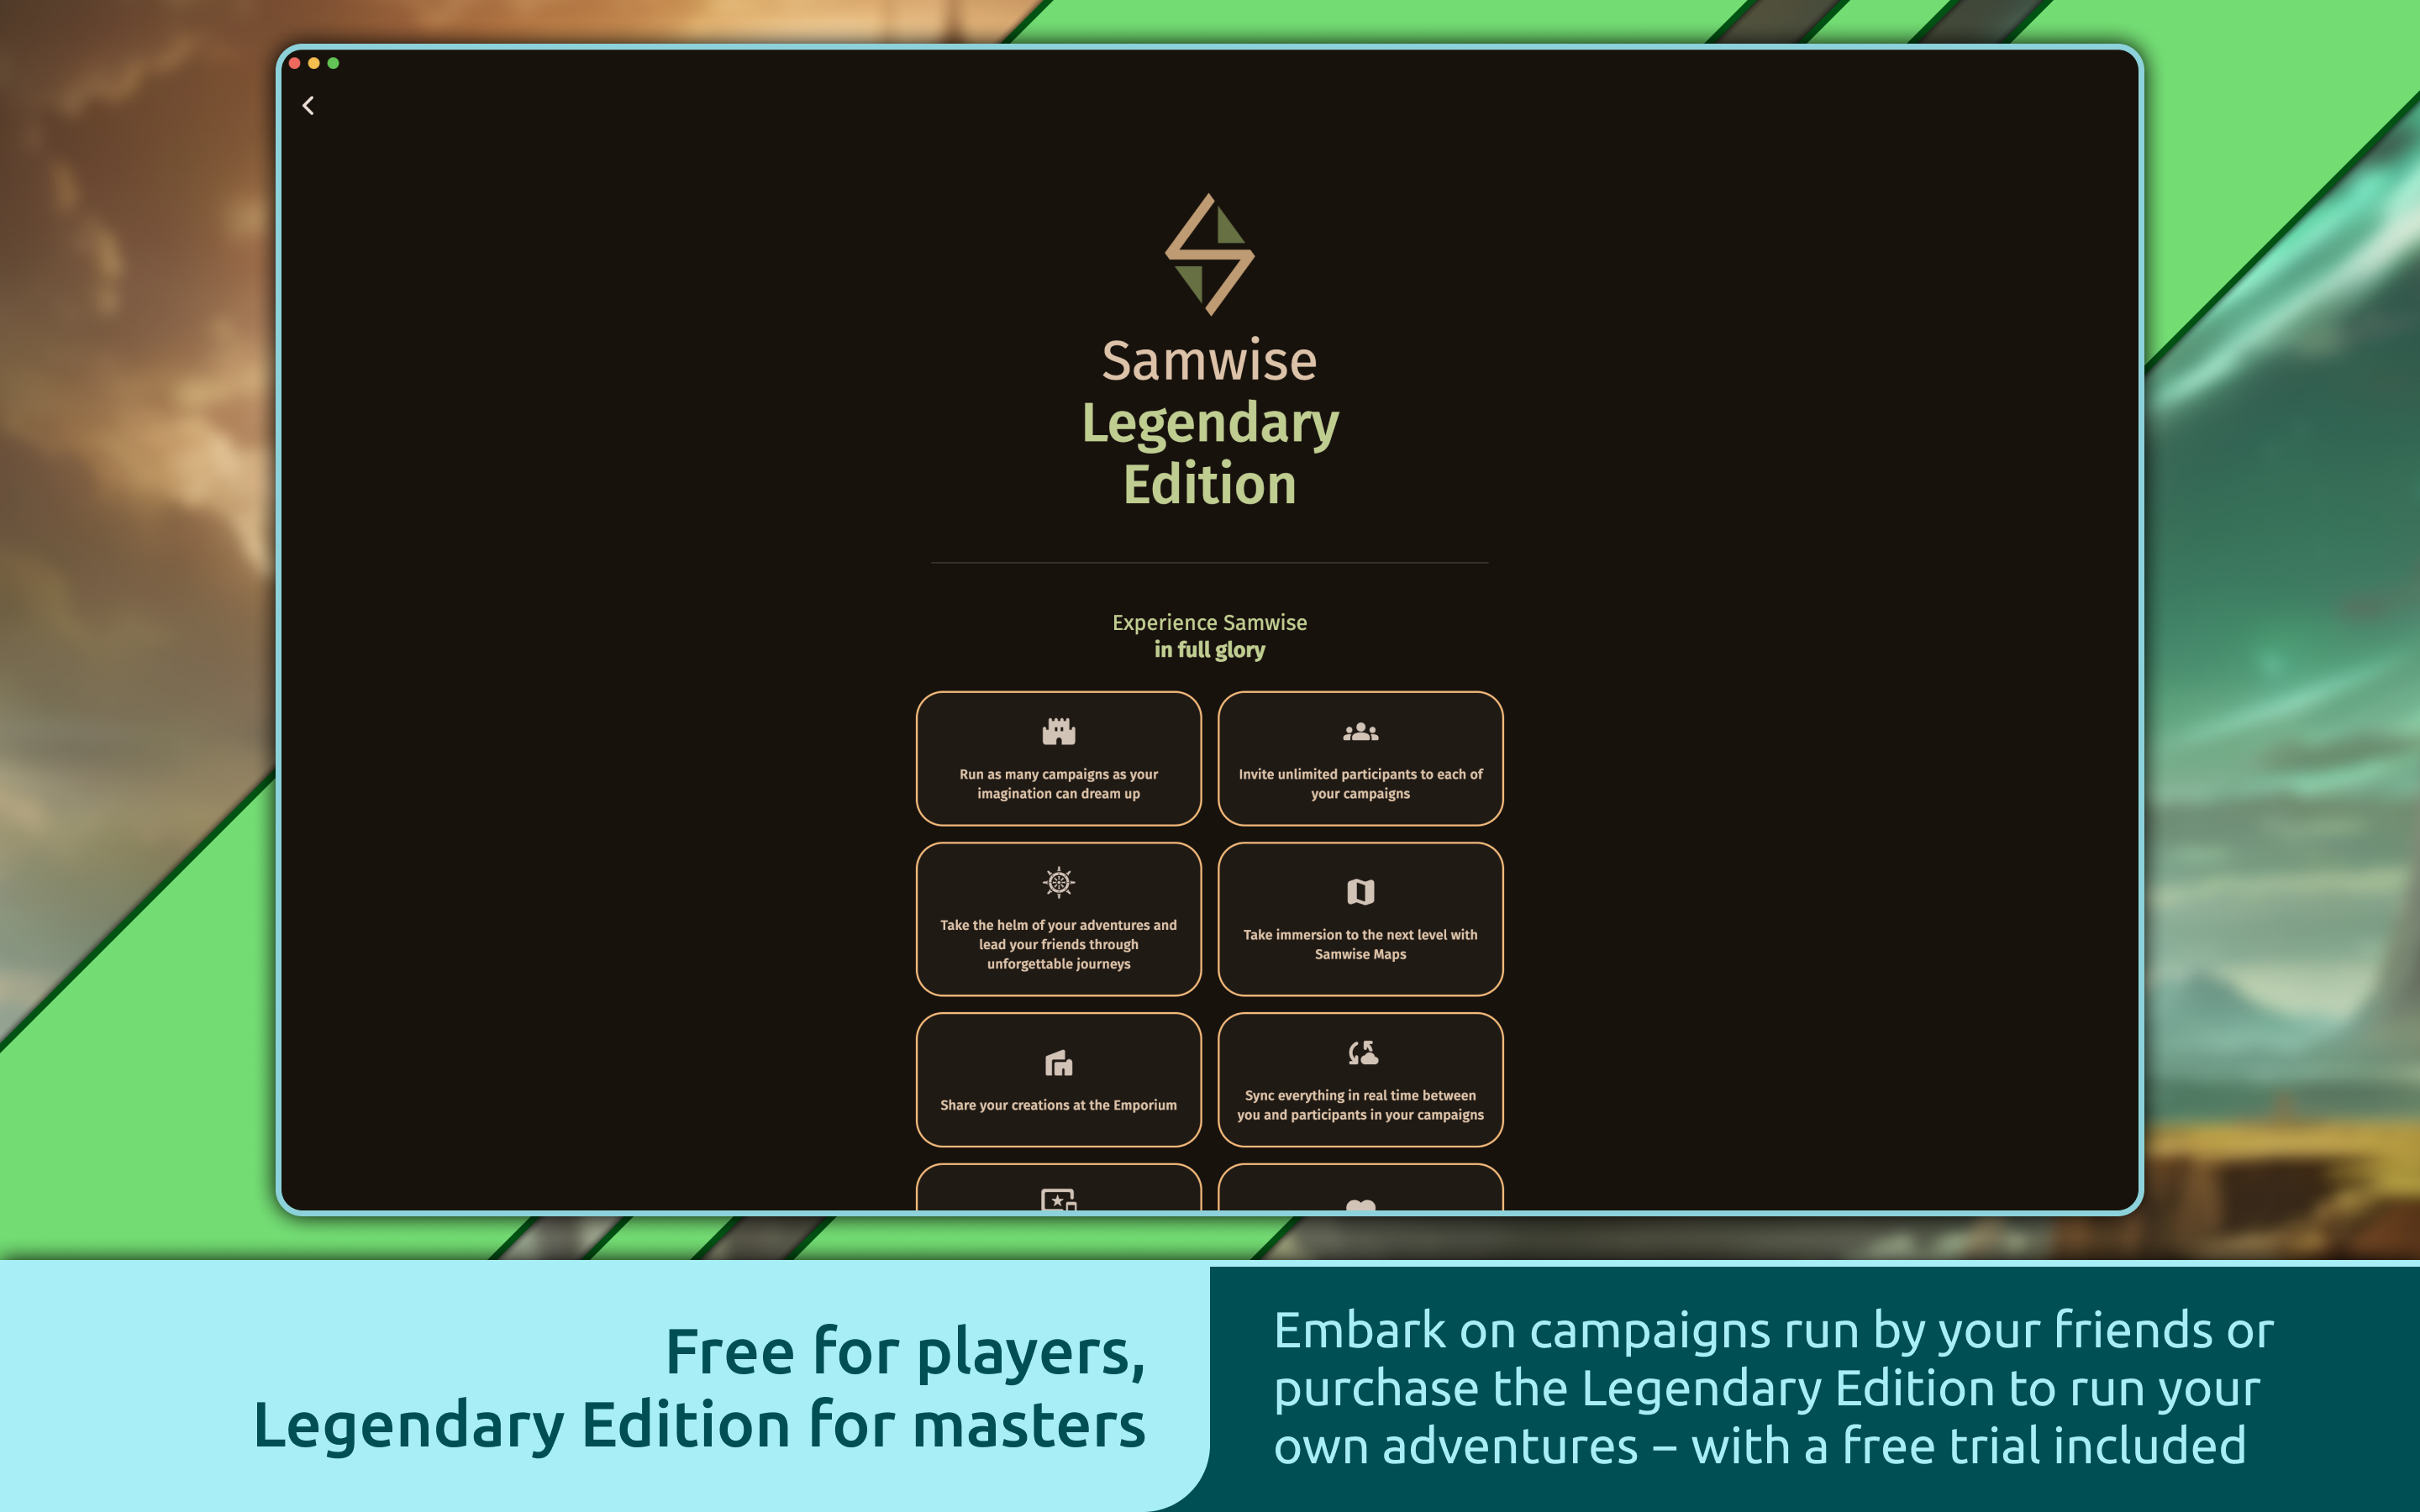 Samwise
Legendary
Edition
Experience Samwise
in full glory
Run as many campaigns as your
imagination can dream up
Invite unlimited participants to each of
your campaigns
Take the helm of your adventures and
lead your friends through
unforgettable journeys
Take immersion to the next level with
Samwise Maps
Share your creations at the Emporium
Sync everything in real time between
you and participants in your campaigns
Free for players,
Legendary Edition for masters
Embark on campaigns run by your friends or
purchase the Legendary Edition to run your
own adventures – with a free trial included